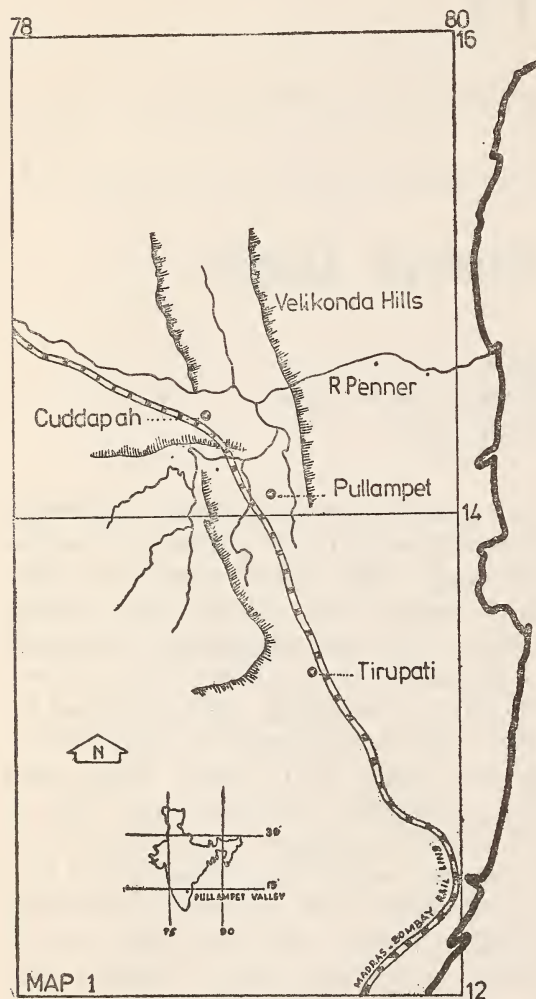 78
80
16
Velikonda Hills
R.Penner
Cuddapah
Pullampet
14
Tirupati
N
30°
15°
PULLAMPET VALLEY
75
90
MADRAS - BOMBAY RAIL LINE
MAP 1
12